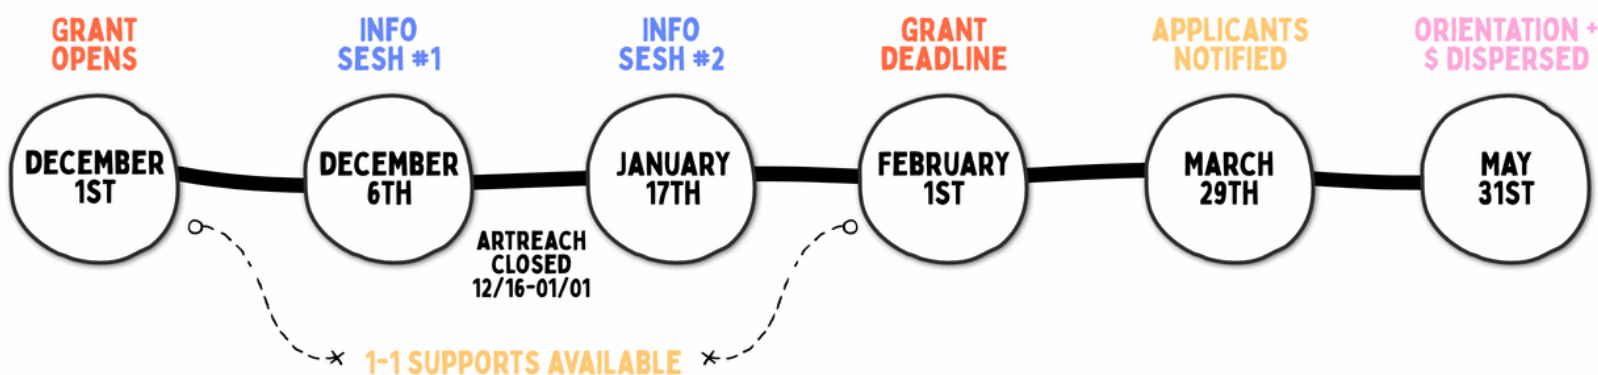 GRANT
OPENS
INFO
SESH #1
INFO
SESH #2
GRANT
DEADLINE
APPLICANTS
NOTIFIED
ORIENTATION +
$ DISPERSED
DECEMBER
1ST
DECEMBER
6TH
JANUARY
17TH
FEBRUARY
1ST
MARCH
29TH
MAY
31ST
ARTREACH
CLOSED
12/16-01/01
1-1 SUPPORTS AVAILABLE